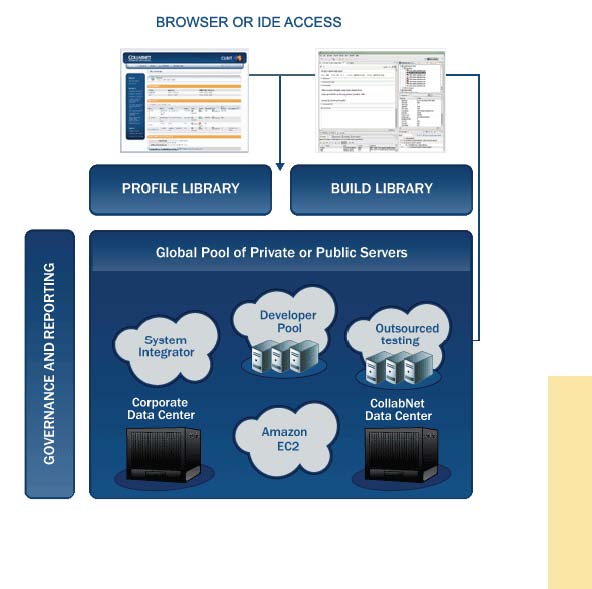 BROWSER OR IDE ACCESS
COLLABNET
PROFILE LIBRARY
BUILD LIBRARY
GOVERNANCE AND REPORTING
Global Pool of Private or Public Servers
System
Integrator
Developer
Pool
Outsourced
testing
Corporate
Data Center
Amazon
EC2
CollabNet
Data Center